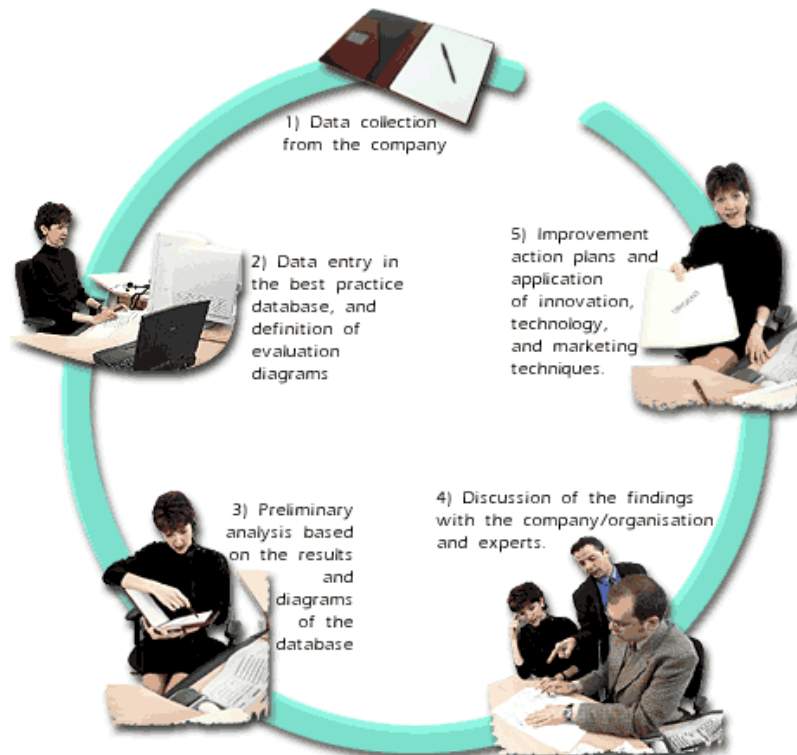 1) Data collection
from the company
2) Data entry in
the best practice
database, and
definition of
evaluation
diagrams
3) Preliminary
analysis based
on the results
and
diagrams
of the
database
4) Discussion of the findings
with the company/organisation
and experts.
5) Improvement
action plans and
application
of innovation,
technology,
and marketing
techniques.